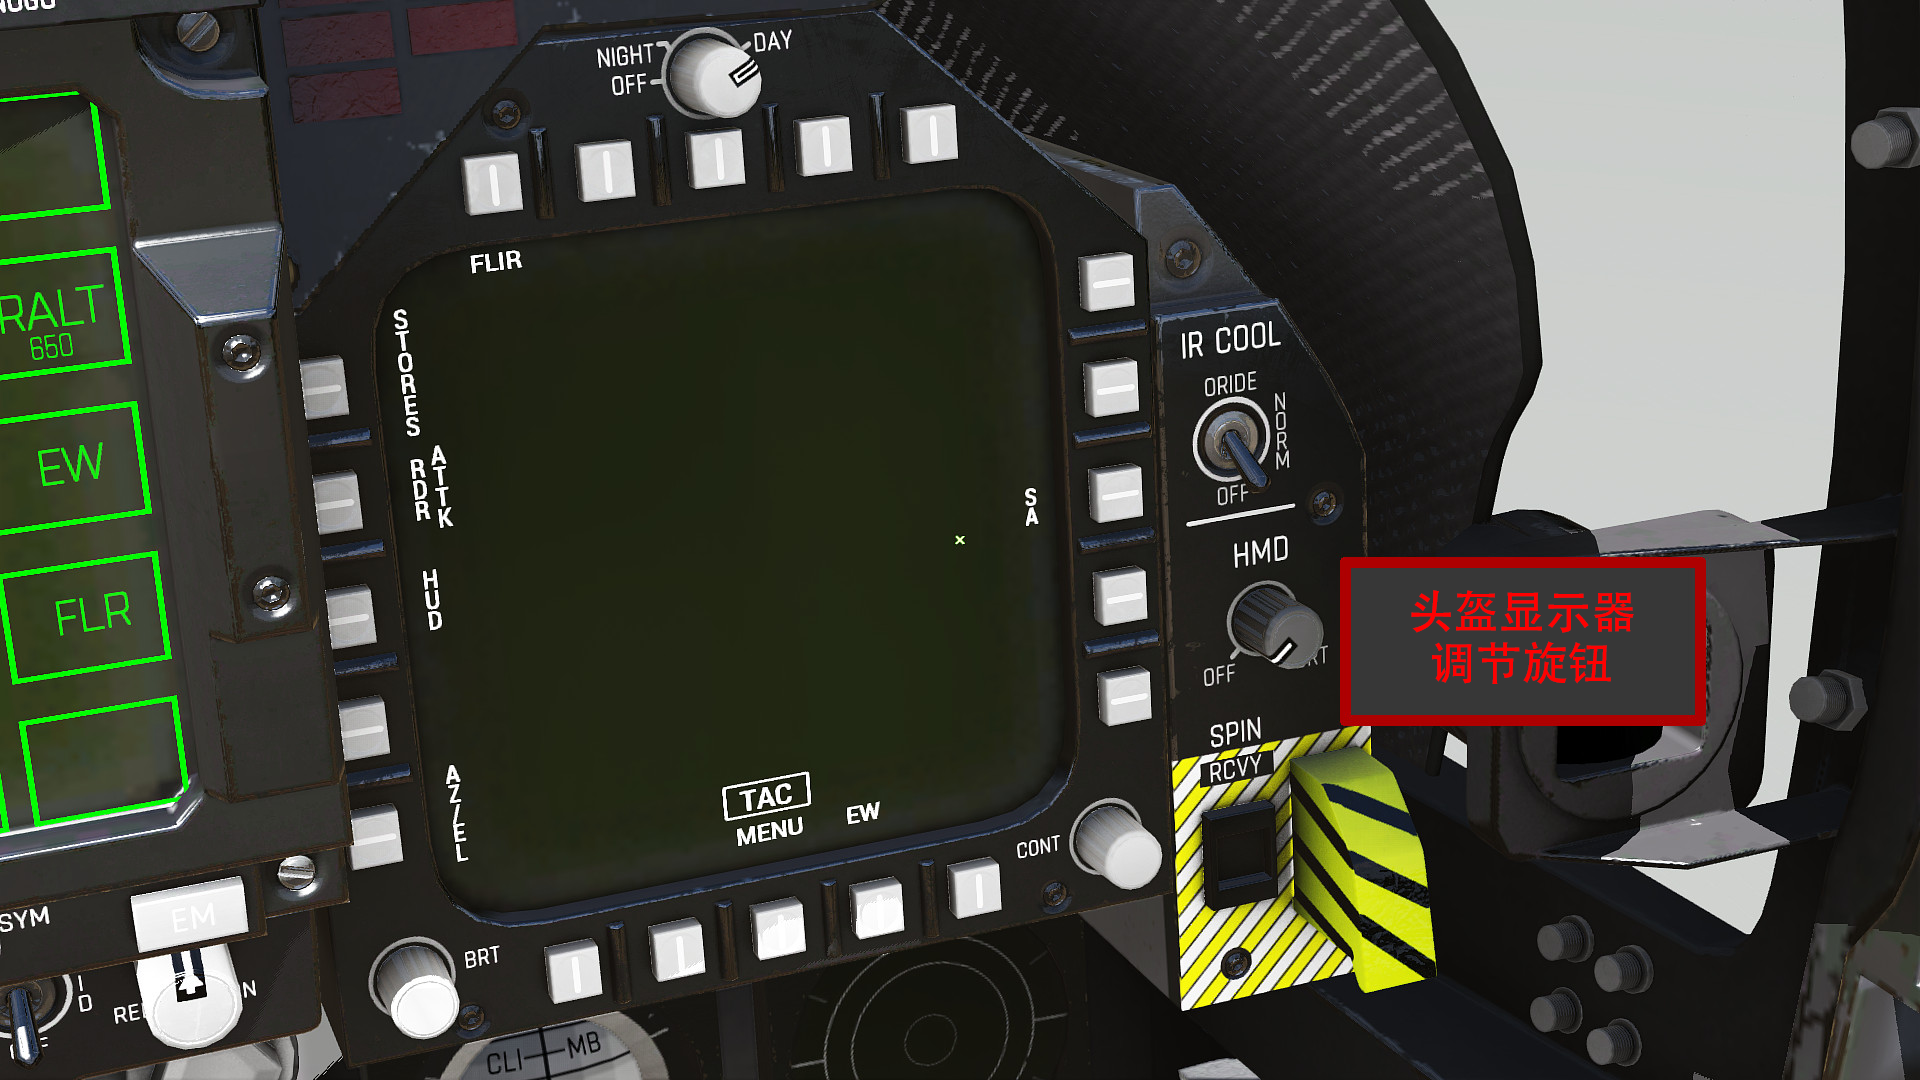 NIGHT
DAY
OFF
FLIR
STORES
RDR
ATTK
HUD
AZ/EL
SA
TAC
MENU
EW
CONT
BRT
RALT
650
EW
FLR
IR COOL
ORIDE
NORM
OFF
HMD
OFF
头盔显示器
调节旋钮
SPIN
RCVY
SYM
EM
CLIMB